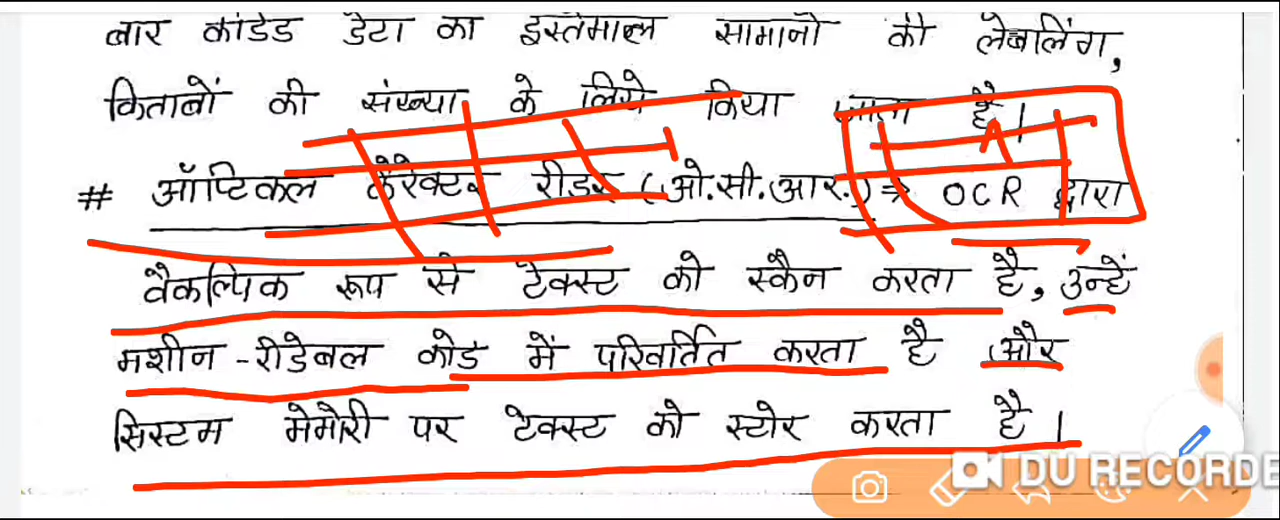 बार कोडेड डेटा का इस्तेमाल सामानो की लेबलिंग,
किताबों की संख्या के लिये किया जाता है।
# ऑप्टिकल कैरेक्टर रीडर (ओ.सी.आर.) ⇒ OCR द्वारा
वैकल्पिक रूप से टेक्स्ट को स्कैन करता है, उन्हें
मशीन-रीडेबल कोड में परिवर्तित करता है और
सिस्टम मेमोरी पर टेक्स्ट को स्टोर करता है।
DU RECORDE